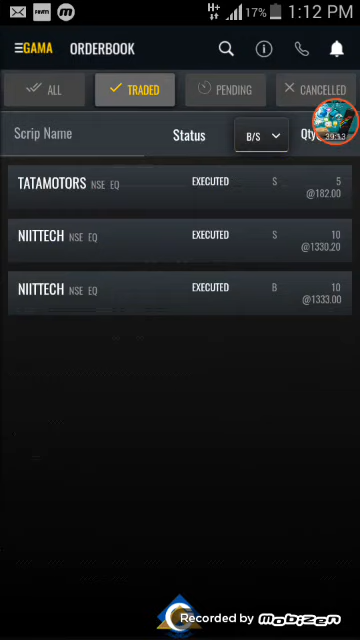 Paytm m H+ 17% 1:12 PM
GAMA ORDERBOOK
ALL TRADED PENDING CANCELLED
Scrip Name Status B/S Qty
39:13
TATAMOTORS NSE EQ EXECUTED S 5
@182.00
NIITTECH NSE EQ EXECUTED S 10
@1330.20
NIITTECH NSE EQ EXECUTED B 10
@1333.00
Recorded by MOBIZEN